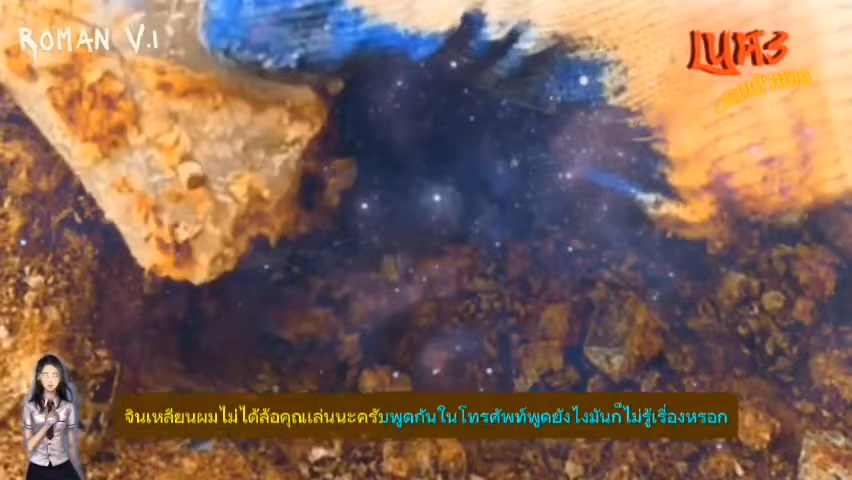 ROMAN V.1
จินเหลียนผมไม่ได้ล้อคุณเล่นนะครับพูดกันในโทรศัพท์พูดยังไงมันก็ไม่รู้เรื่องหรอก